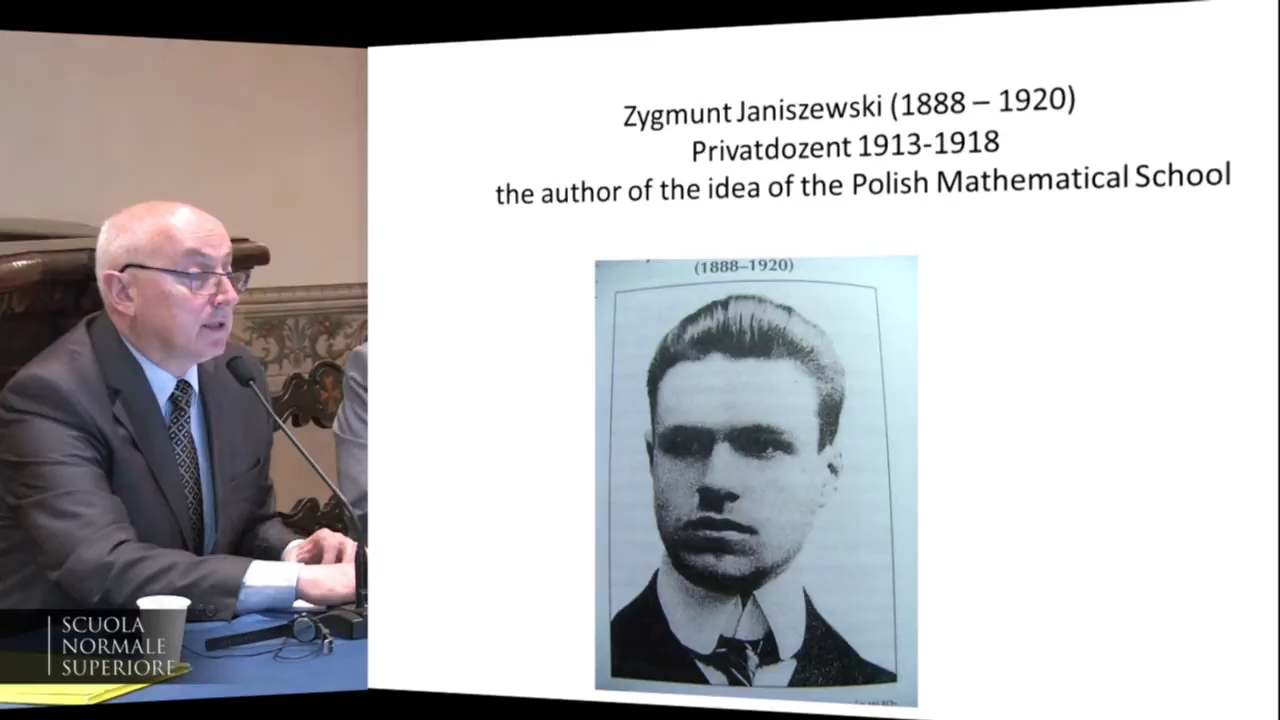 Zygmunt Janiszewski (1888 – 1920)
Privatdozent 1913-1918
the author of the idea of the Polish Mathematical School
(1888–1920)
SCUOLA
NORMALE
SUPERIORE